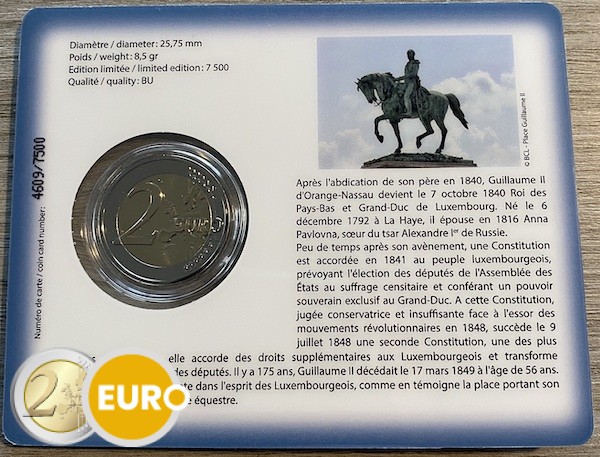 Diamètre / diameter: 25,75 mm
Poids / weight: 8,5 gr
Edition limitée / limited edition: 7 500
Qualité / quality: BU
© BCL - Place Guillaume II
Numéro de carte / coin card number: 4609/7500
2 EURO
Après l'abdication de son père en 1840, Guillaume II
d'Orange-Nassau devient le 7 octobre 1840 Roi des
Pays-Bas et Grand-Duc de Luxembourg. Né le 6
décembre 1792 à La Haye, il épouse en 1816 Anna
Pavlovna, sœur du tsar Alexandre Ier de Russie.
Peu de temps après son avènement, une Constitution
est accordée en 1841 au peuple luxembourgeois,
prévoyant l'élection des députés de l'Assemblée des
États au suffrage censitaire et conférant un pouvoir
souverain exclusif au Grand-Duc. A cette Constitution,
jugée conservatrice et insuffisante face à l'essor des
mouvements révolutionnaires en 1848, succède le 9
juillet 1848 une seconde Constitution, une des plus
elle accorde des droits supplémentaires aux Luxembourgeois et transforme
des députés. Il y a 175 ans, Guillaume II décédait le 17 mars 1849 à l'âge de 56 ans.
dans l'esprit des Luxembourgeois, comme en témoigne la place portant son
équestre.
2 EURO